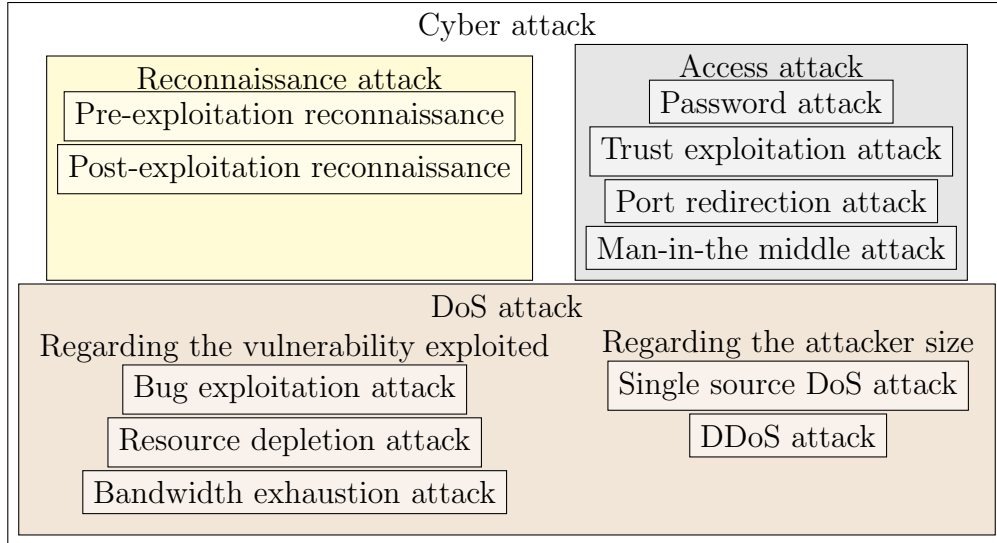 Cyber attack
Reconnaissance attack
Pre-exploitation reconnaissance
Post-exploitation reconnaissance
Access attack
Password attack
Trust exploitation attack
Port redirection attack
Man-in-the middle attack
DoS attack
Regarding the vulnerability exploited
Bug exploitation attack
Resource depletion attack
Bandwidth exhaustion attack
Regarding the attacker size
Single source DoS attack
DDoS attack